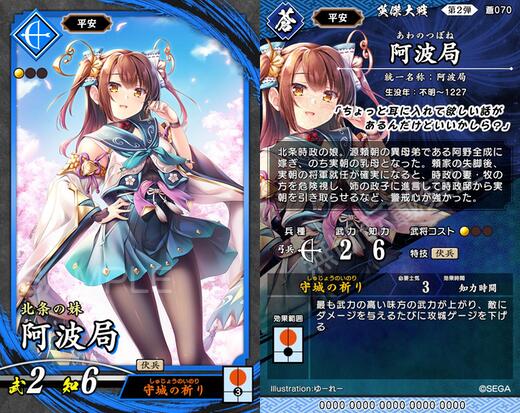 平安
北条の妹
阿波局
伏兵
武2 知6
しゅじょうのいのり
守城の祈り
3
SAMPLE
蒼
平安
英傑大戦
第2弾
蒼070
あわのつぼね
阿波局
統一名称：阿波局
生没年：不明～1227
「ちょっと耳に入れて欲しい話が
あるんだけどいいかしら？」
北条時政の娘。源頼朝の異母弟である阿野全成に
嫁ぎ、のち実朝の乳母となった。頼家の失脚後、
実朝の将軍就任が確実になると、時政の妻・牧の
方を危険視し、姉の政子に進言して時政邸から実
朝を引き取らせるなど、警戒心が強かった。
兵種 武力 知力 武将コスト
弓兵 2 6
特技 伏兵
しゅじょうのいのり 必要士気 効果時間
守城の祈り 3 知力時間
効果範囲
最も武力の高い味方の武力が上がり、敵に
ダメージを与えるたびに攻城ゲージを下げ
る
Illustration:ゆーれー
©SEGA
0000 0000 0000 0000 0000